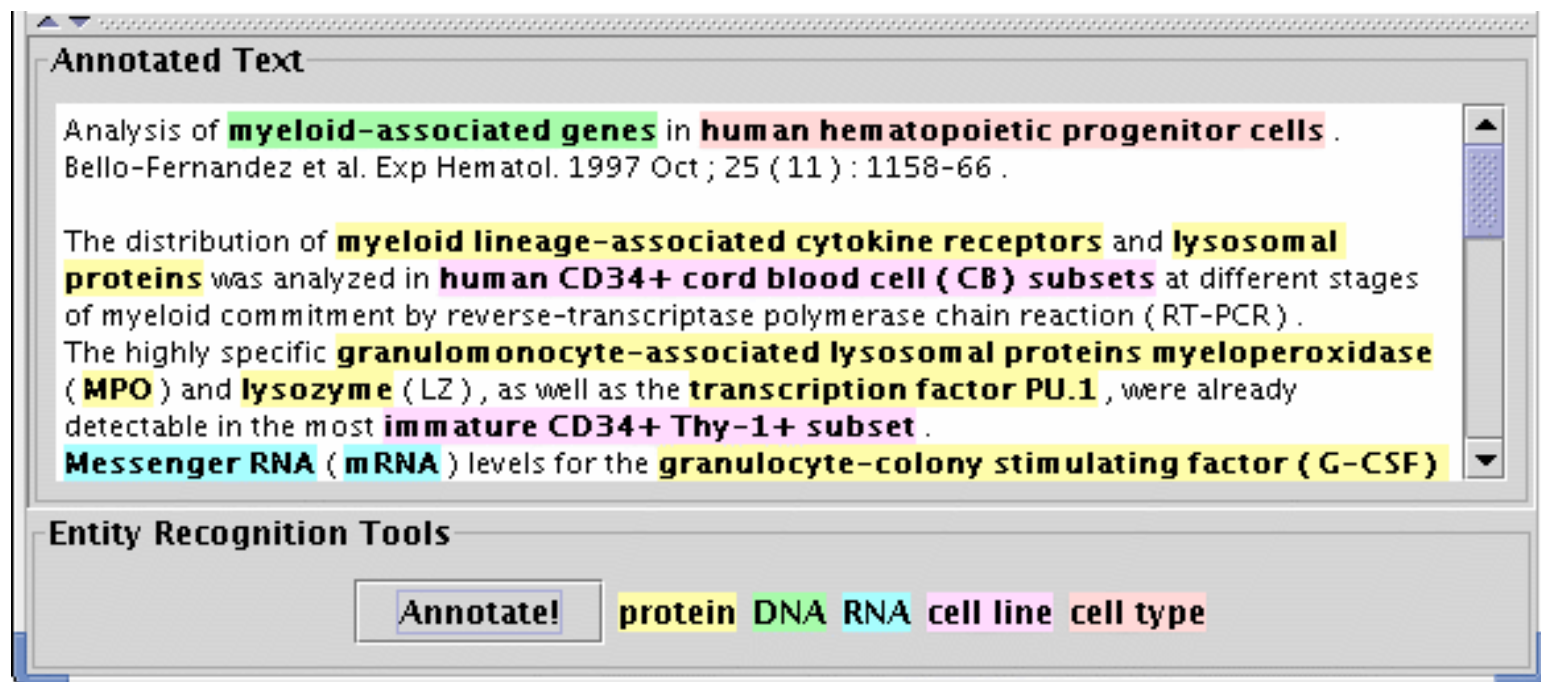 Annotated Text
Analysis of myeloid-associated genes in human hematopoietic progenitor cells .
Bello-Fernandez et al. Exp Hematol. 1997 Oct ; 25 ( 11 ) : 1158-66 .
The distribution of myeloid lineage-associated cytokine receptors and lysosomal
proteins was analyzed in human CD34+ cord blood cell ( CB ) subsets at different stages
of myeloid commitment by reverse-transcriptase polymerase chain reaction ( RT-PCR ) .
The highly specific granulomonocyte-associated lysosomal proteins myeloperoxidase
( MPO ) and lysozyme ( LZ ) , as well as the transcription factor PU.1 , were already
detectable in the most immature CD34+ Thy-1+ subset .
Messenger RNA ( mRNA ) levels for the granulocyte-colony stimulating factor ( G-CSF )
Entity Recognition Tools
Annotate! protein DNA RNA cell line cell type